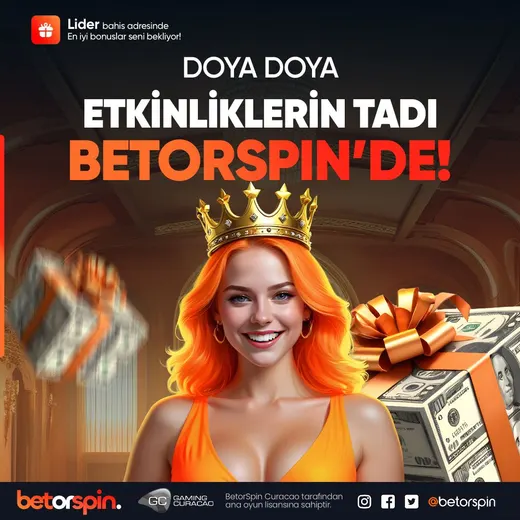 Lider bahis adresinde
En iyi bonuslar seni bekliyor!
DOYA DOYA
ETKİNLİKLERİN TADI
BETORSPIN'DE!
betorspin.
GC GAMING
CURACAO
BetorSpin Curacao tarafından
ana oyun lisansına sahiptir.
@betorspin